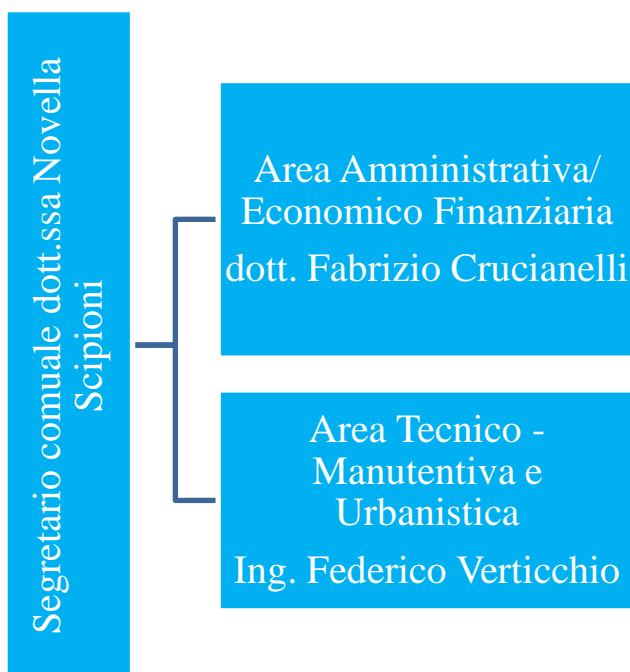 Segretario comuale dott.ssa Novella
Scipioni
Area Amministrativa/
Economico Finanziaria
dott. Fabrizio Crucianelli
Area Tecnico -
Manutentiva e
Urbanistica
Ing. Federico Verticchio